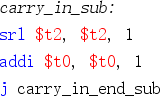 carry_in_sub:
srl $t2, $t2, 1
addi $t0, $t0, 1
j carry_in_end_sub